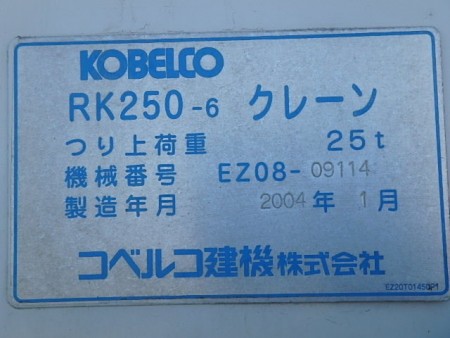 KOBELCO
RK250-6 クレーン
つり上荷重 25t
機械番号 EZ08-09114
製造年月 2004年 1月
コベルコ建機株式会社